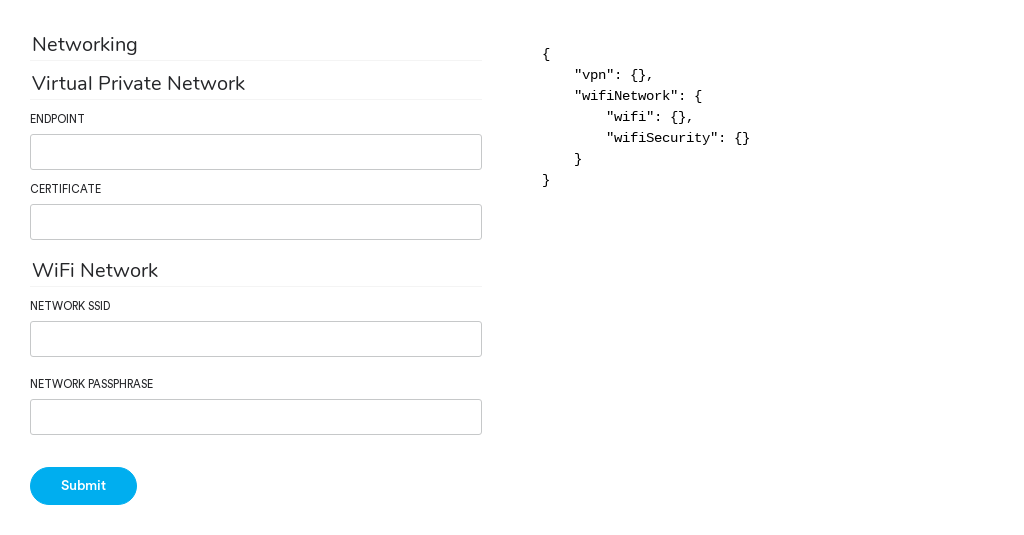 Networking
Virtual Private Network
ENDPOINT
CERTIFICATE
WiFi Network
NETWORK SSID
NETWORK PASSPHRASE
Submit
{
    "vpn": {},
    "wifiNetwork": {
        "wifi": {},
        "wifiSecurity": {}
    }
}